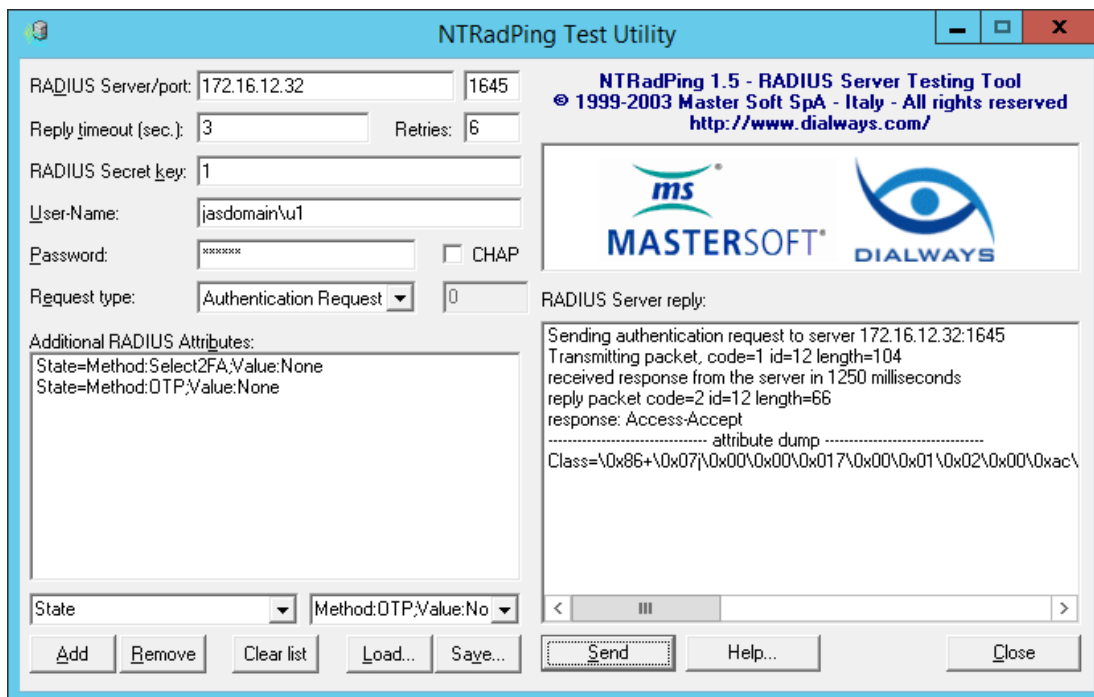 NTRadPing Test Utility
RADIUS Server/port: 172.16.12.32 1645
Reply timeout (sec.): 3 Retries: 6
RADIUS Secret key: 1
User-Name: jasdomain\u1
Password: ****** CHAP
Request type: Authentication Request 0
Additional RADIUS Attributes:
State=Method:Select2FA;Value:None
State=Method:OTP;Value:None
State Method:OTP;Value:No
Add Remove Clear list Load... Save...
NTRadPing 1.5 - RADIUS Server Testing Tool
© 1999-2003 Master Soft SpA - Italy - All rights reserved
http://www.dialways.com/
ms
MASTERSOFT
DIALWAYS
RADIUS Server reply:
Sending authentication request to server 172.16.12.32:1645
Transmitting packet, code=1 id=12 length=104
received response from the server in 1250 milliseconds
reply packet code=2 id=12 length=66
response: Access-Accept
-------------------------------- attribute dump --------------------------------
Class=\0x86+\0x07j\0x00\0x00\0x017\0x00\0x01\0x02\0x00\0xac\
Send Help... Close